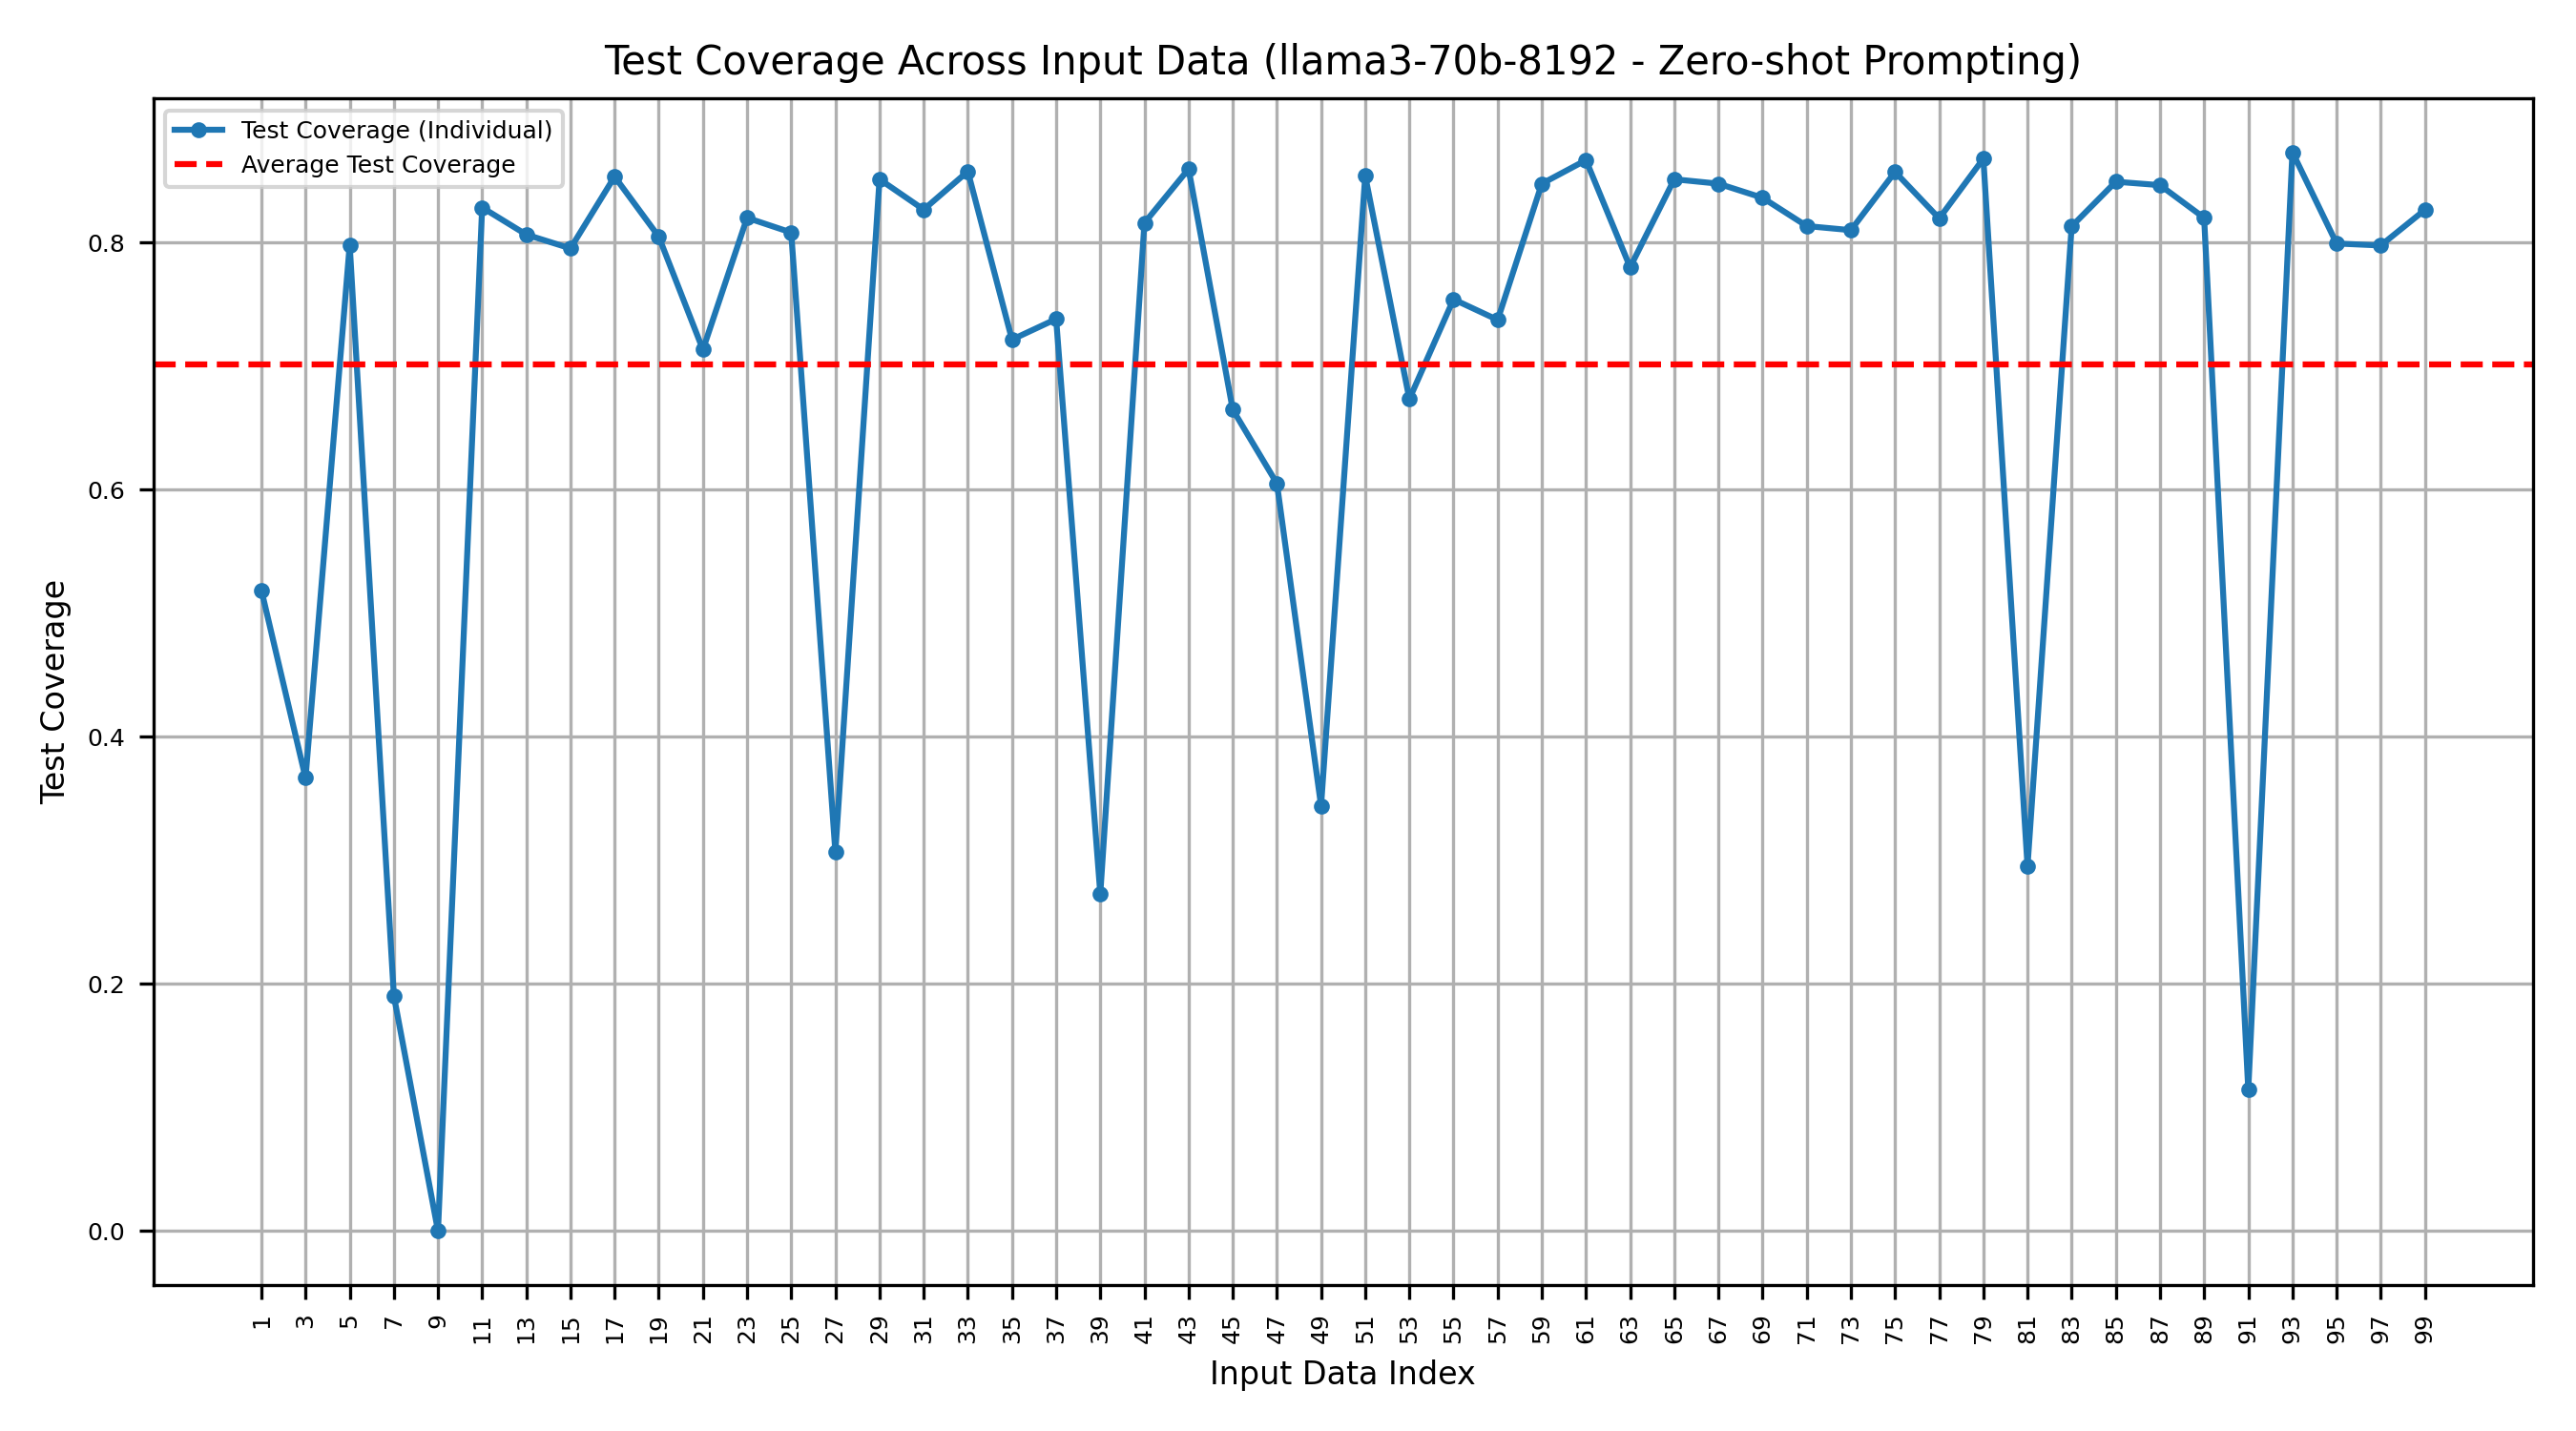 Test Coverage Across Input Data (llama3-70b-8192 - Zero-shot Prompting)
Test Coverage (Individual)
Average Test Coverage
Test Coverage
0.8
0.6
0.4
0.2
0.0
1 3 5 7 9 11 13 15 17 19 21 23 25 27 29 31 33 35 37 39 41 43 45 47 49 51 53 55 57 59 61 63 65 67 69 71 73 75 77 79 81 83 85 87 89 91 93 95 97 99
Input Data Index